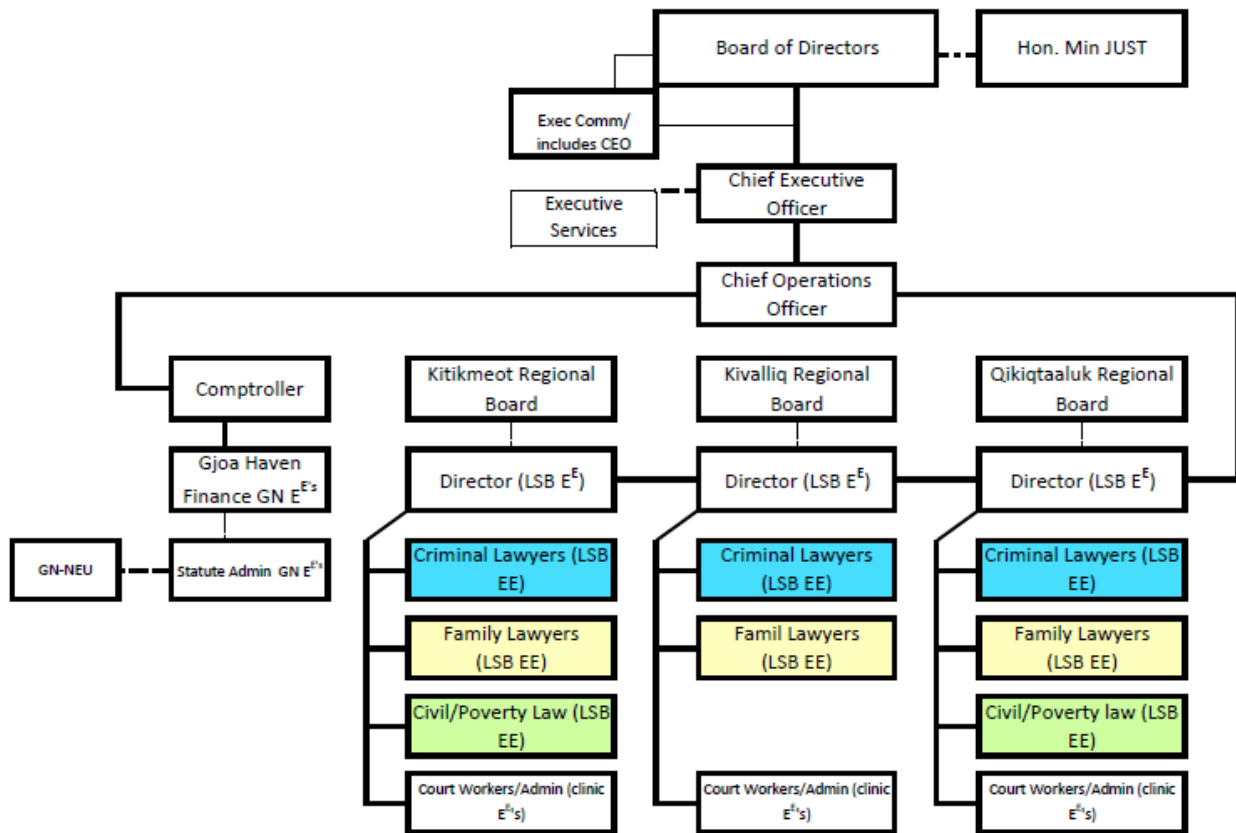 Board of Directors
Hon. Min JUST
Exec Comm/
includes CEO
Chief Executive
Officer
Executive
Services
Chief Operations
Officer
Comptroller
Kitikmeot Regional
Board
Kivalliq Regional
Board
Qikiqtaaluk Regional
Board
Gjoa Haven
Finance GN E^E's
Director (LSB E^E)
Director (LSB E^E)
Director (LSB E^E)
GN-NEU
Statute Admin GN E^E's
Criminal Lawyers (LSB
EE)
Criminal Lawyers
(LSB EE)
Criminal Lawyers (LSB
EE)
Family Lawyers
(LSB EE)
Famil Lawyers
(LSB EE)
Family Lawyers
(LSB EE)
Civil/Poverty Law (LSB
EE)
Civil/Poverty law (LSB
EE)
Court Workers/Admin (clinic
E^E's)
Court Workers/Admin (clinic
E^E's)
Court Workers/Admin (clinic
E^E's)